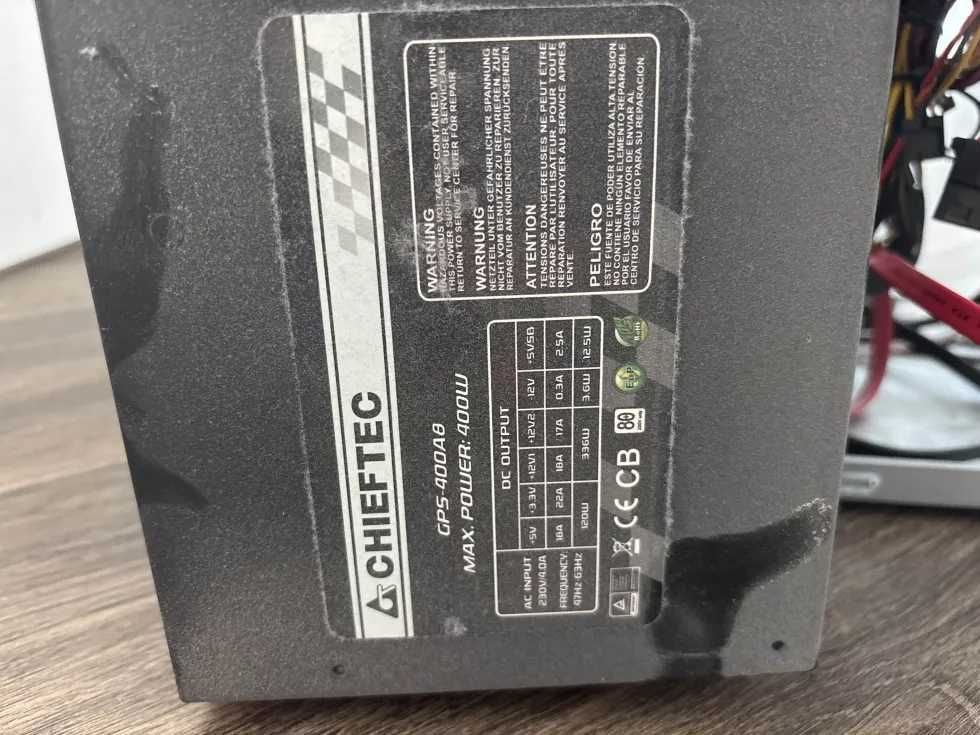 CHIEFTEC
GPS-400A8
MAX. POWER: 400W
AC INPUT
230V/4.0A
FREQUENCY:
47Hz-63Hz
DC OUTPUT
+5V +3.3V +12V1 +12V2 -12V +5VSB
18A 22A 18A 17A 0.3A 2.5A
120W 336W 3.6W 12.5W
CE CB 80 ErP RoHS
WARNING
HAZARDOUS VOLTAGES CONTAINED WITHIN
THIS POWER SUPPLY, NOT USER SERVICEABLE
RETURN TO SERVICE CENTER FOR REPAIR.
WARNUNG
NETZTEIL UNTER GEFAHRLICHER SPANNUNG
NICHT VOM BENUTZER ZU REPARIEREN. ZUR
REPARATUR AN KUNDENDIENST ZURUCKSENDEN
ATTENTION
TENSIONS DANGEREUSES NE PEUT ETRE
REPARE PAR L'UTILISATEUR. POUR TOUTE
REPARATION RENVOYER AU SERVICE APRES
VENTE.
PELIGRO
ESTE FUENTE DE PODER UTILIZA ALTA TENSION
NO CONTIENE NINGUN ELEMENTO REPARABLE
POR EL USUARIO FAVOR DE ENVIAR AL
CENTRO DE SERVICIO PARA SU REPARACION.